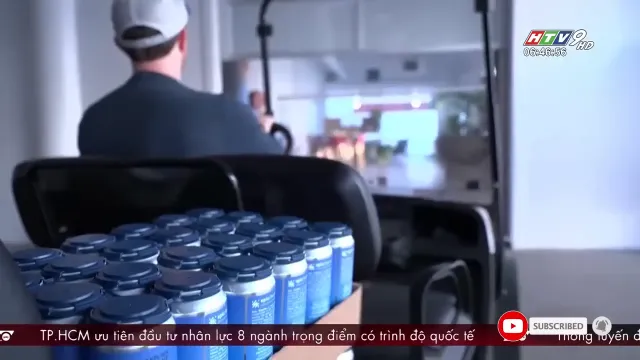 HTV9 HD
06:46:56
TP.HCM ưu tiên đầu tư nhân lực 8 ngành trọng điểm có trình độ quốc tế
SUBSCRIBED
Thông tuyến